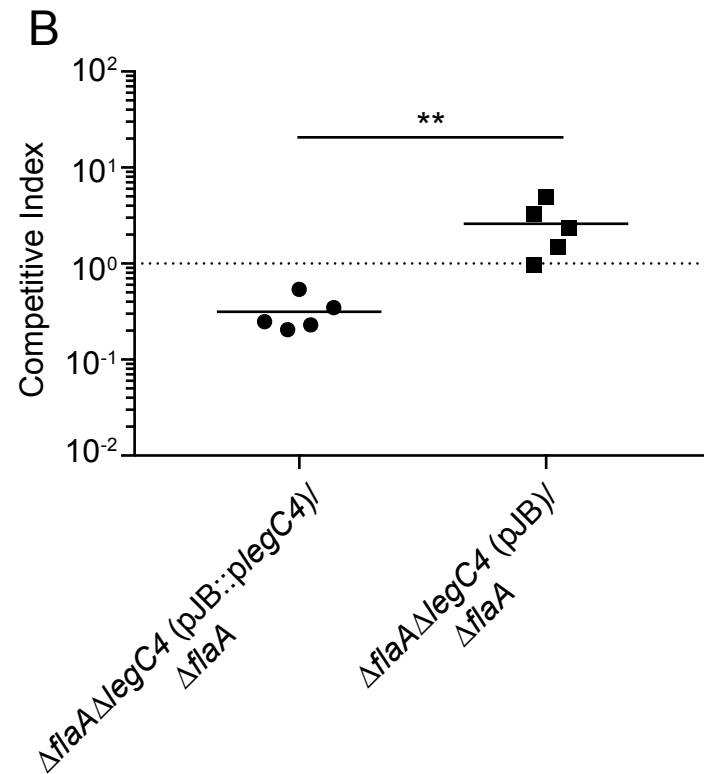 B
10²
**
10¹
Competitive Index
10⁰
10⁻¹
10⁻²
ΔflaAΔlegC4 (pJB::plegC4)/
ΔflaA
ΔflaAΔlegC4 (pJB)/
ΔflaA